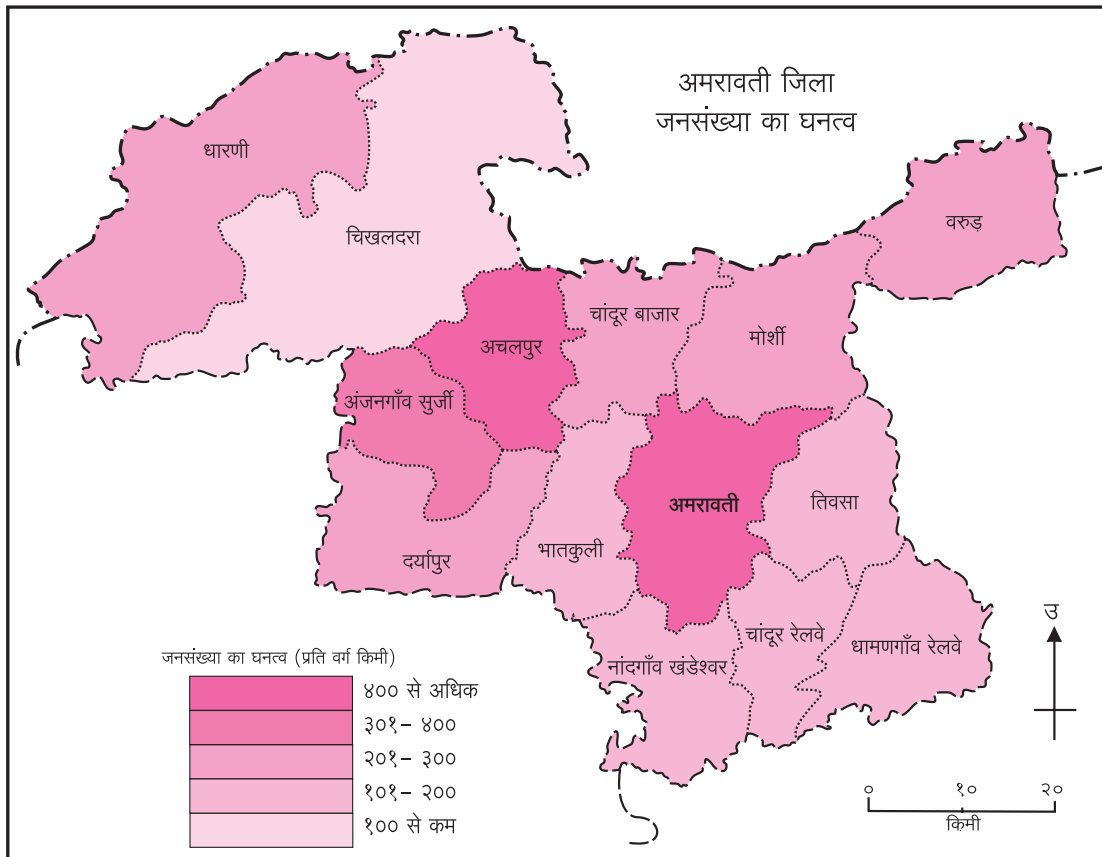 अमरावती जिला
जनसंख्या का घनत्व
धारणी
वरुड़
चिखलदरा
चांदूर बाजार
मोर्शी
अचलपुर
अंजनगाँव सुर्जी
अमरावती
तिवसा
भातकुली
दर्यापुर
चांदूर रेलवे
धामणगाँव रेलवे
नांदगाँव खंडेश्वर
उ
जनसंख्या का घनत्व (प्रति वर्ग किमी)
४०० से अधिक
३०१– ४००
२०१– ३००
१०१– २००
१०० से कम
० १० २०
किमी